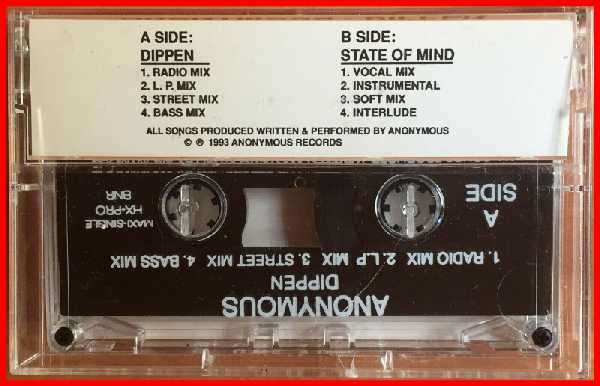 A SIDE:
DIPPEN
1. RADIO MIX
2. L. P. MIX
3. STREET MIX
4. BASS MIX
B SIDE:
STATE OF MIND
1. VOCAL MIX
2. INSTRUMENTAL
3. SOFT MIX
4. INTERLUDE
ALL SONGS PRODUCED WRITTEN & PERFORMED BY ANONYMOUS
© ℗ 1993 ANONYMOUS RECORDS
ANONYMOUS
DIPPEN
1. RADIO MIX 2. L.P. MIX 3. STREET MIX 4. BASS MIX
SIDE
A
MAXI-SINGLE
HX-PRO
BNR